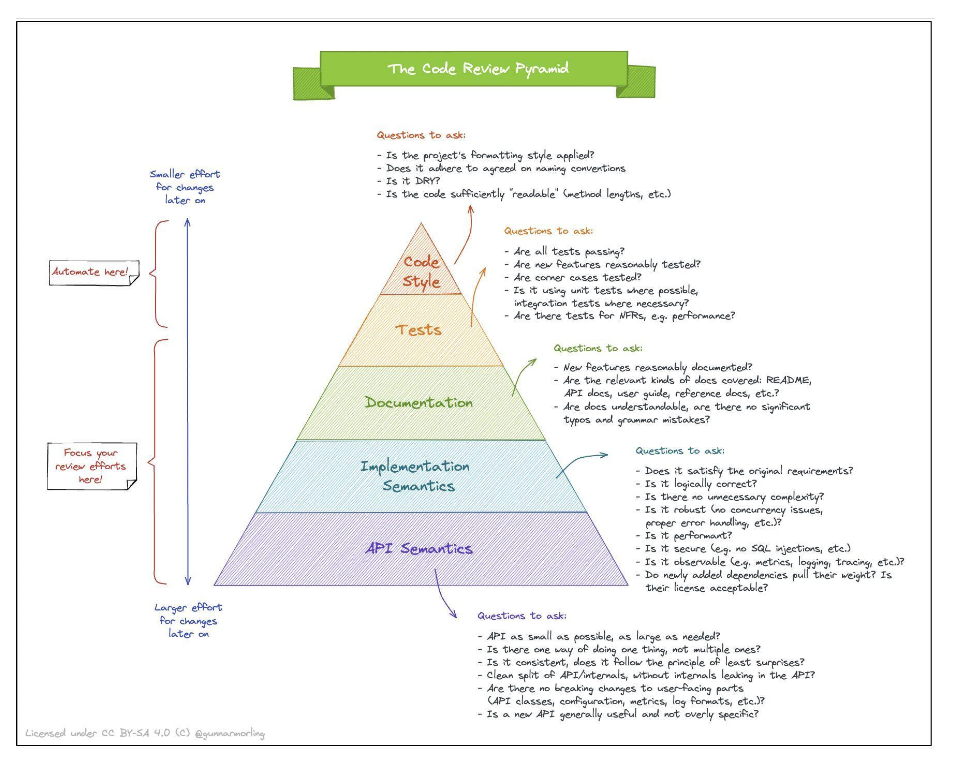 The Code Review Pyramid
Questions to ask:
- Is the project's formatting style applied?
- Does it adhere to agreed on naming conventions
- Is it DRY?
- Is the code sufficiently "readable" (method lengths, etc.)
Smaller effort
for changes
later on
Automate here!
Code
Style
Questions to ask:
- Are all tests passing?
- Are new features reasonably tested?
- Are corner cases tested?
- Is it using unit tests where possible,
integration tests where necessary?
- Are there tests for NFRs, e.g. performance?
Tests
Questions to ask:
- New features reasonably documented?
- Are the relevant kinds of docs covered: README,
API docs, user guide, reference docs, etc.?
- Are docs understandable, are there no significant
typos and grammar mistakes?
Documentation
Focus your
review efforts
here!
Implementation
Semantics
Questions to ask:
- Does it satisfy the original requirements?
- Is it logically correct?
- Is there no unnecessary complexity?
- Is it robust (no concurrency issues,
proper error handling, etc.)?
- Is it performant?
- Is it secure (e.g. no SQL injections, etc.)
- Is it observable (e.g. metrics, logging, tracing, etc.)?
- Do newly added dependencies pull their weight? Is
their license acceptable?
API Semantics
Larger effort
for changes
later on
Questions to ask:
- API as small as possible, as large as needed?
- Is there one way of doing one thing, not multiple ones?
- Is it consistent, does it follow the principle of least surprises?
- Clean split of API/internals, without internals leaking in the API?
- Are there no breaking changes to user-facing parts
(API classes, configuration, metrics, log formats, etc.)?
- Is a new API generally useful and not overly specific?
Licensed under CC BY-SA 4.0 (C) @gunnarmorling